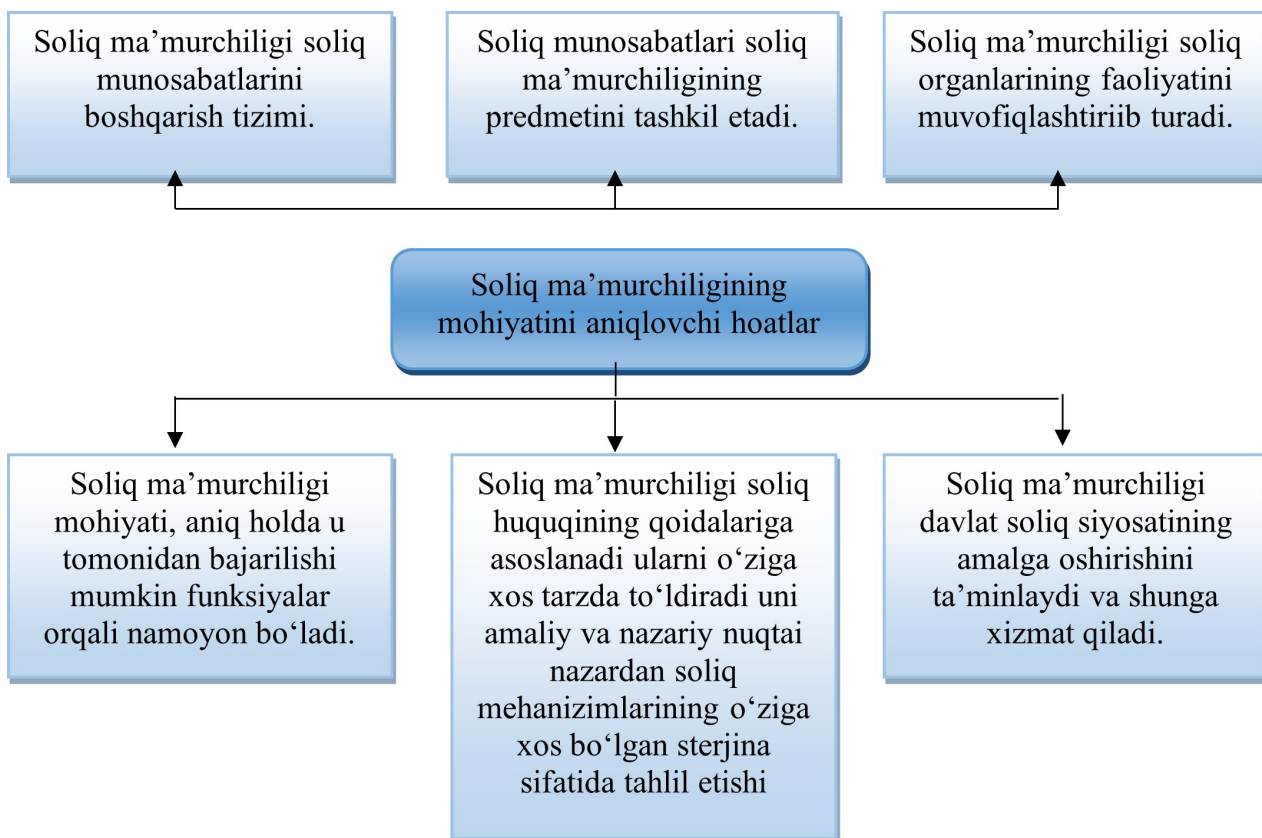 Soliq ma’murchiligi soliq
munosabatlarini
boshqarish tizimi.
Soliq munosabatlari soliq
ma’murchiligining
predmetini tashkil etadi.
Soliq ma’murchiligi soliq
organlarining faoliyatini
muvofiqlashtiriib turadi.
Soliq ma’murchiligining
mohiyatini aniqlovchi hoatlar
Soliq ma’murchiligi
mohiyati, aniq holda u
tomonidan bajarilishi
mumkin funksiyalar
orqali namoyon bo‘ladi.
Soliq ma’murchiligi soliq
huquqining qoidalariga
asoslanadi ularni o‘ziga
xos tarzda to‘ldiradi uni
amaliy va nazariy nuqtai
nazardan soliq
mehanizimlarining o‘ziga
xos bo‘lgan sterjina
sifatida tahlil etishi
Soliq ma’murchiligi
davlat soliq siyosatining
amalga oshirishini
ta’minlaydi va shunga
xizmat qiladi.